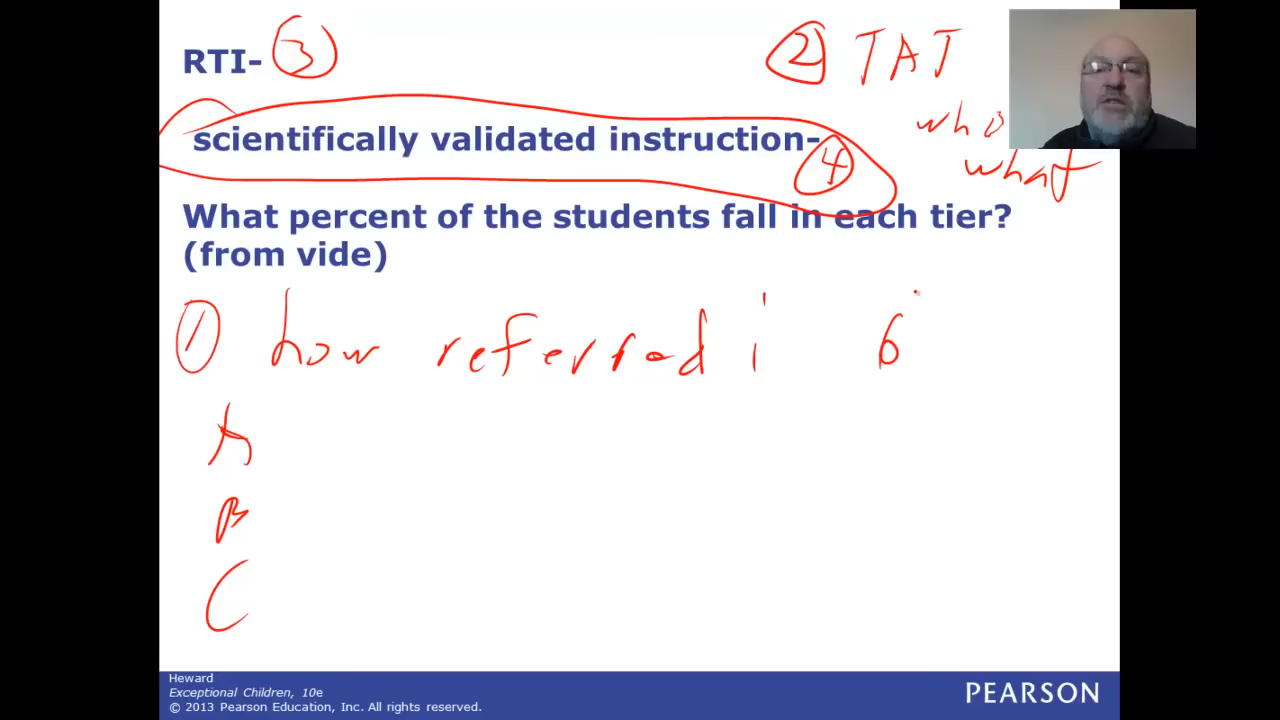 RTI- ③ ② TAT
who
scientifically validated instruction- ④
what
What percent of the students fall in each tier?
(from vide)
① how referred i 6
A
B
C
Heward
Exceptional Children, 10e
© 2013 Pearson Education, Inc. All rights reserved.
PEARSON